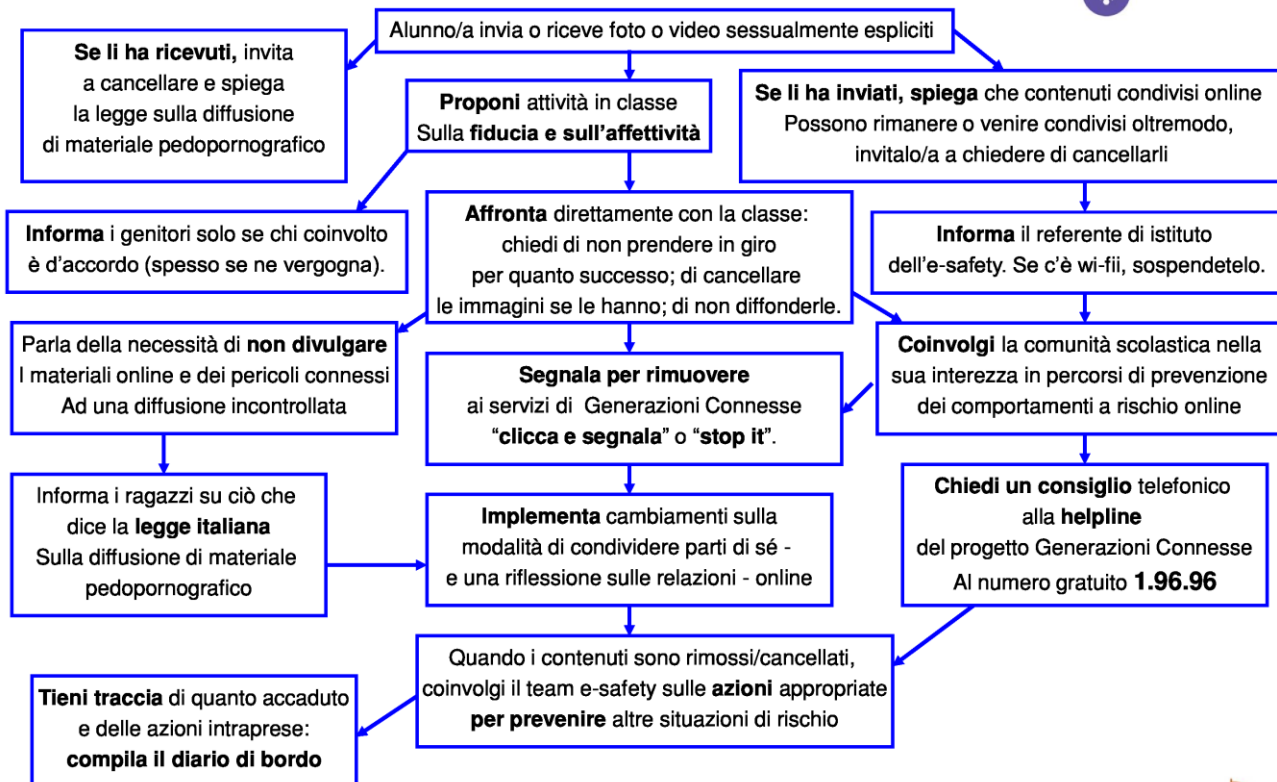 Alunno/a invia o riceve foto o video sessualmente espliciti
Se li ha ricevuti, invita
a cancellare e spiega
la legge sulla diffusione
di materiale pedopornografico
Proponi attività in classe
Sulla fiducia e sull'affettività
Se li ha inviati, spiega che contenuti condivisi online
Possono rimanere o venire condivisi oltremodo,
invitalo/a a chiedere di cancellarli
Informa i genitori solo se chi coinvolto
è d'accordo (spesso se ne vergogna).
Affronta direttamente con la classe:
chiedi di non prendere in giro
per quanto successo; di cancellare
le immagini se le hanno; di non diffonderle.
Informa il referente di istituto
dell'e-safety. Se c'è wi-fii, sospendetelo.
Parla della necessità di non divulgare
I materiali online e dei pericoli connessi
Ad una diffusione incontrollata
Segnala per rimuovere
ai servizi di Generazioni Connesse
“clicca e segnala” o “stop it”.
Coinvolgi la comunità scolastica nella
sua interezza in percorsi di prevenzione
dei comportamenti a rischio online
Informa i ragazzi su ciò che
dice la legge italiana
Sulla diffusione di materiale
pedopornografico
Implementa cambiamenti sulla
modalità di condividere parti di sé -
e una riflessione sulle relazioni - online
Chiedi un consiglio telefonico
alla helpline
del progetto Generazioni Connesse
Al numero gratuito 1.96.96
Quando i contenuti sono rimossi/cancellati,
coinvolgi il team e-safety sulle azioni appropriate
per prevenire altre situazioni di rischio
Tieni traccia di quanto accaduto
e delle azioni intraprese:
compila il diario di bordo